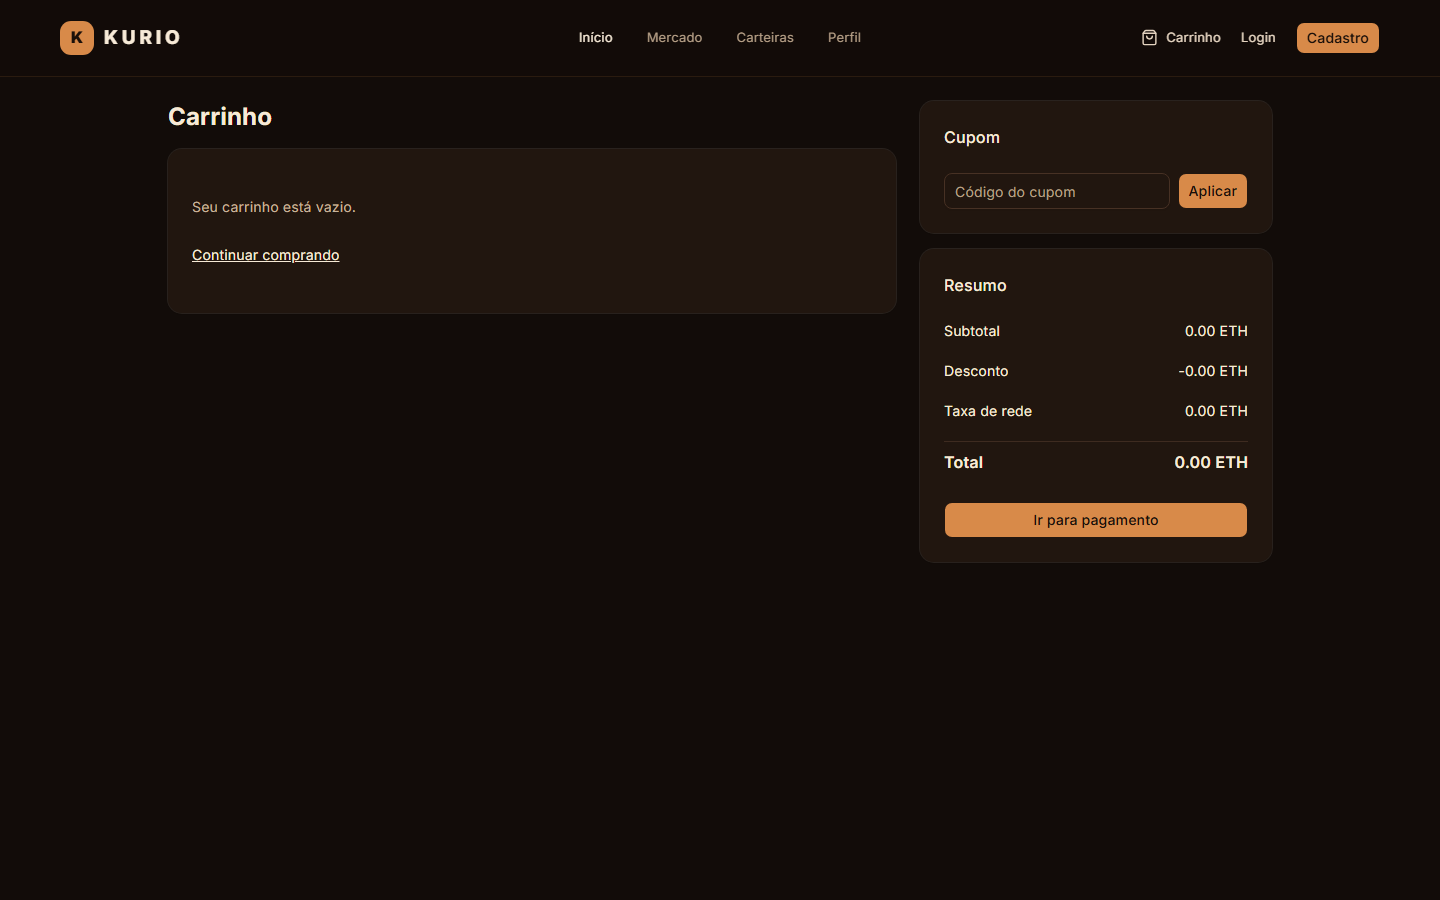 K KURIO
Início Mercado Carteiras Perfil
Carrinho Login Cadastro
Carrinho
Seu carrinho está vazio.
Continuar comprando
Cupom
Código do cupom Aplicar
Resumo
Subtotal 0.00 ETH
Desconto -0.00 ETH
Taxa de rede 0.00 ETH
Total 0.00 ETH
Ir para pagamento